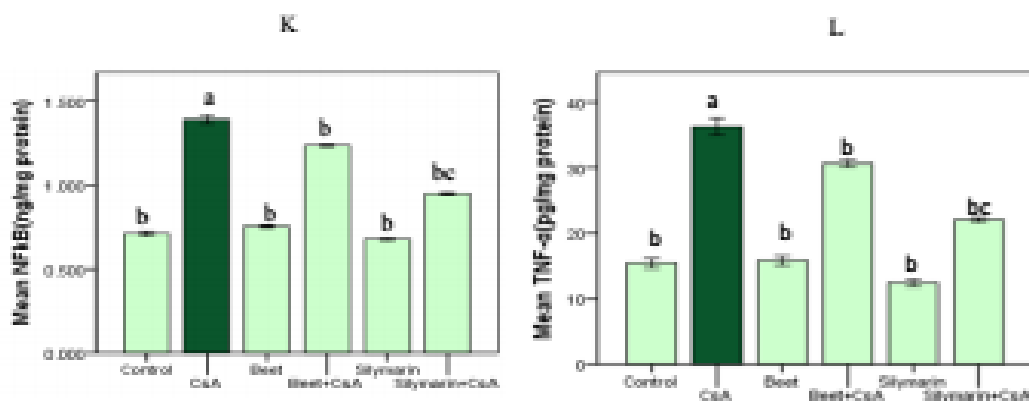 K
Mean NFkB(ng/mg protein)
1.500
1.000
0.500
0.000
b
a
b
b
b
bc
Control
CsA
Beet
Beet+CsA
Silymarin
Silymarin+CsA
L
Mean TNF-α(pg/mg protein)
40
30
20
10
0
b
a
b
b
b
bc
Control
CsA
Beet
Beet+CsA
Silymarin
Silymarin+CsA